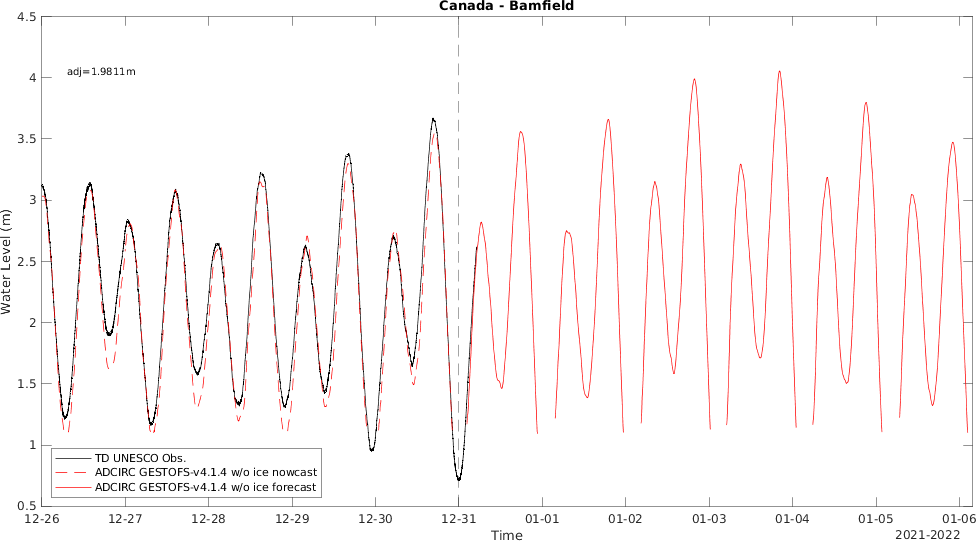 Canada - Bamfield
4.5
4
3.5
3
2.5
2
1.5
1
0.5
Water Level (m)
adj=1.9811m
TD UNESCO Obs.
ADCIRC GESTOFS-v4.1.4 w/o ice nowcast
ADCIRC GESTOFS-v4.1.4 w/o ice forecast
12-26 12-27 12-28 12-29 12-30 12-31 01-01 01-02 01-03 01-04 01-05 01-06
Time
2021-2022